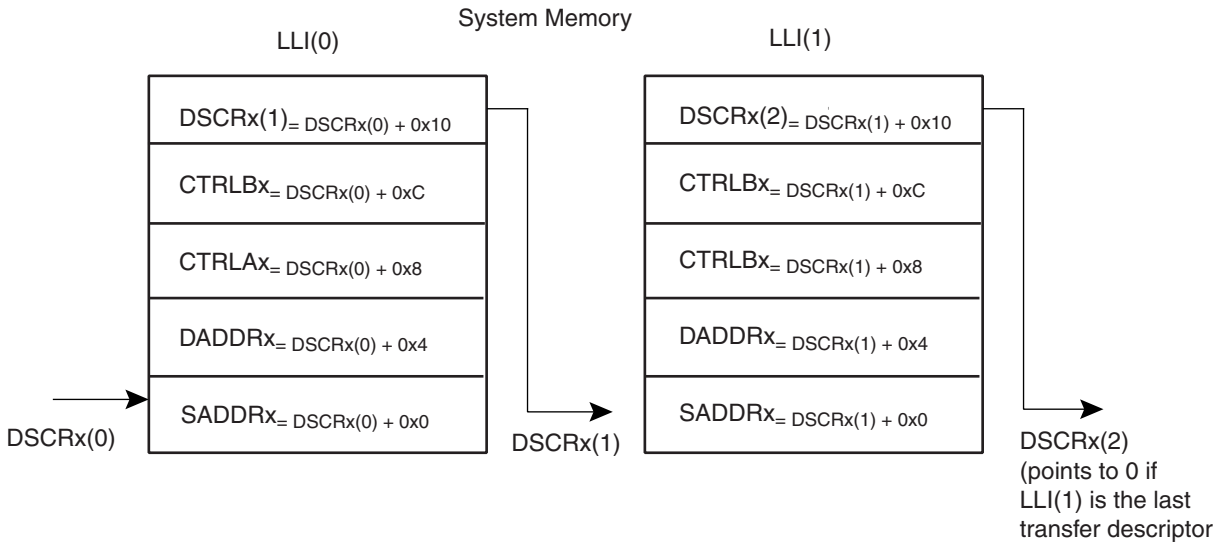 System Memory
LLI(0)
LLI(1)
DSCRx(1)= DSCRx(0) + 0x10
CTRLBx= DSCRx(0) + 0xC
CTRLAx= DSCRx(0) + 0x8
DADDRx= DSCRx(0) + 0x4
SADDRx= DSCRx(0) + 0x0
DSCRx(0)
DSCRx(2)= DSCRx(1) + 0x10
CTRLBx= DSCRx(1) + 0xC
CTRLBx= DSCRx(1) + 0x8
DADDRx= DSCRx(1) + 0x4
SADDRx= DSCRx(1) + 0x0
DSCRx(1)
DSCRx(2)
(points to 0 if
LLI(1) is the last
transfer descriptor